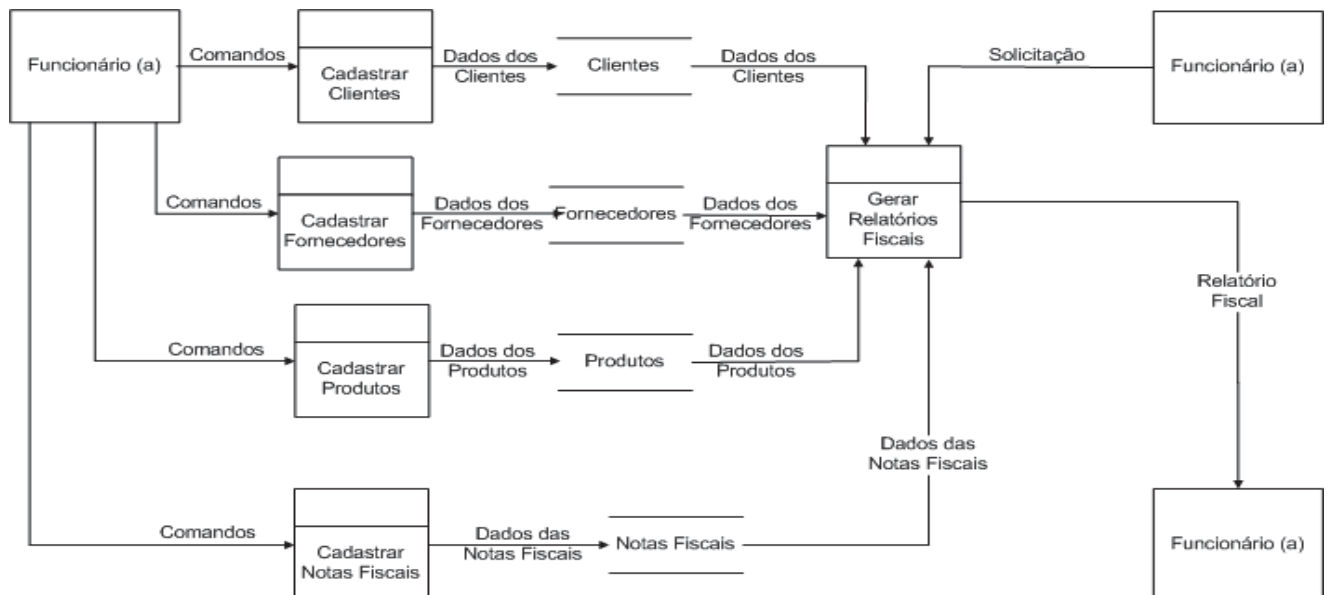 Funcionário (a)
Comandos
Cadastrar
Clientes
Dados dos
Clientes
Clientes
Dados dos
Clientes
Solicitação
Funcionário (a)
Comandos
Cadastrar
Fornecedores
Dados dos
Fornecedores
Fornecedores
Dados dos
Fornecedores
Gerar
Relatórios
Fiscais
Relatório
Fiscal
Comandos
Cadastrar
Produtos
Dados dos
Produtos
Produtos
Dados dos
Produtos
Dados das
Notas Fiscais
Comandos
Cadastrar
Notas Fiscais
Dados das
Notas Fiscais
Notas Fiscais
Funcionário (a)